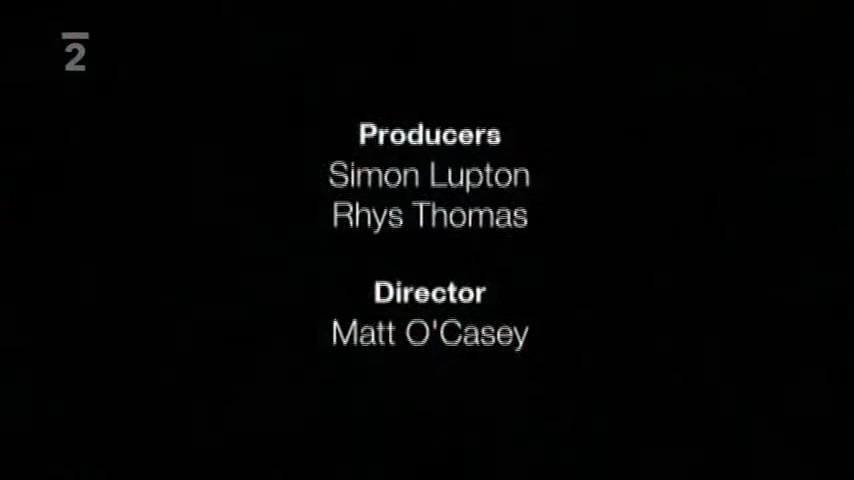 2
Producers
Simon Lupton
Rhys Thomas
Director
Matt O'Casey